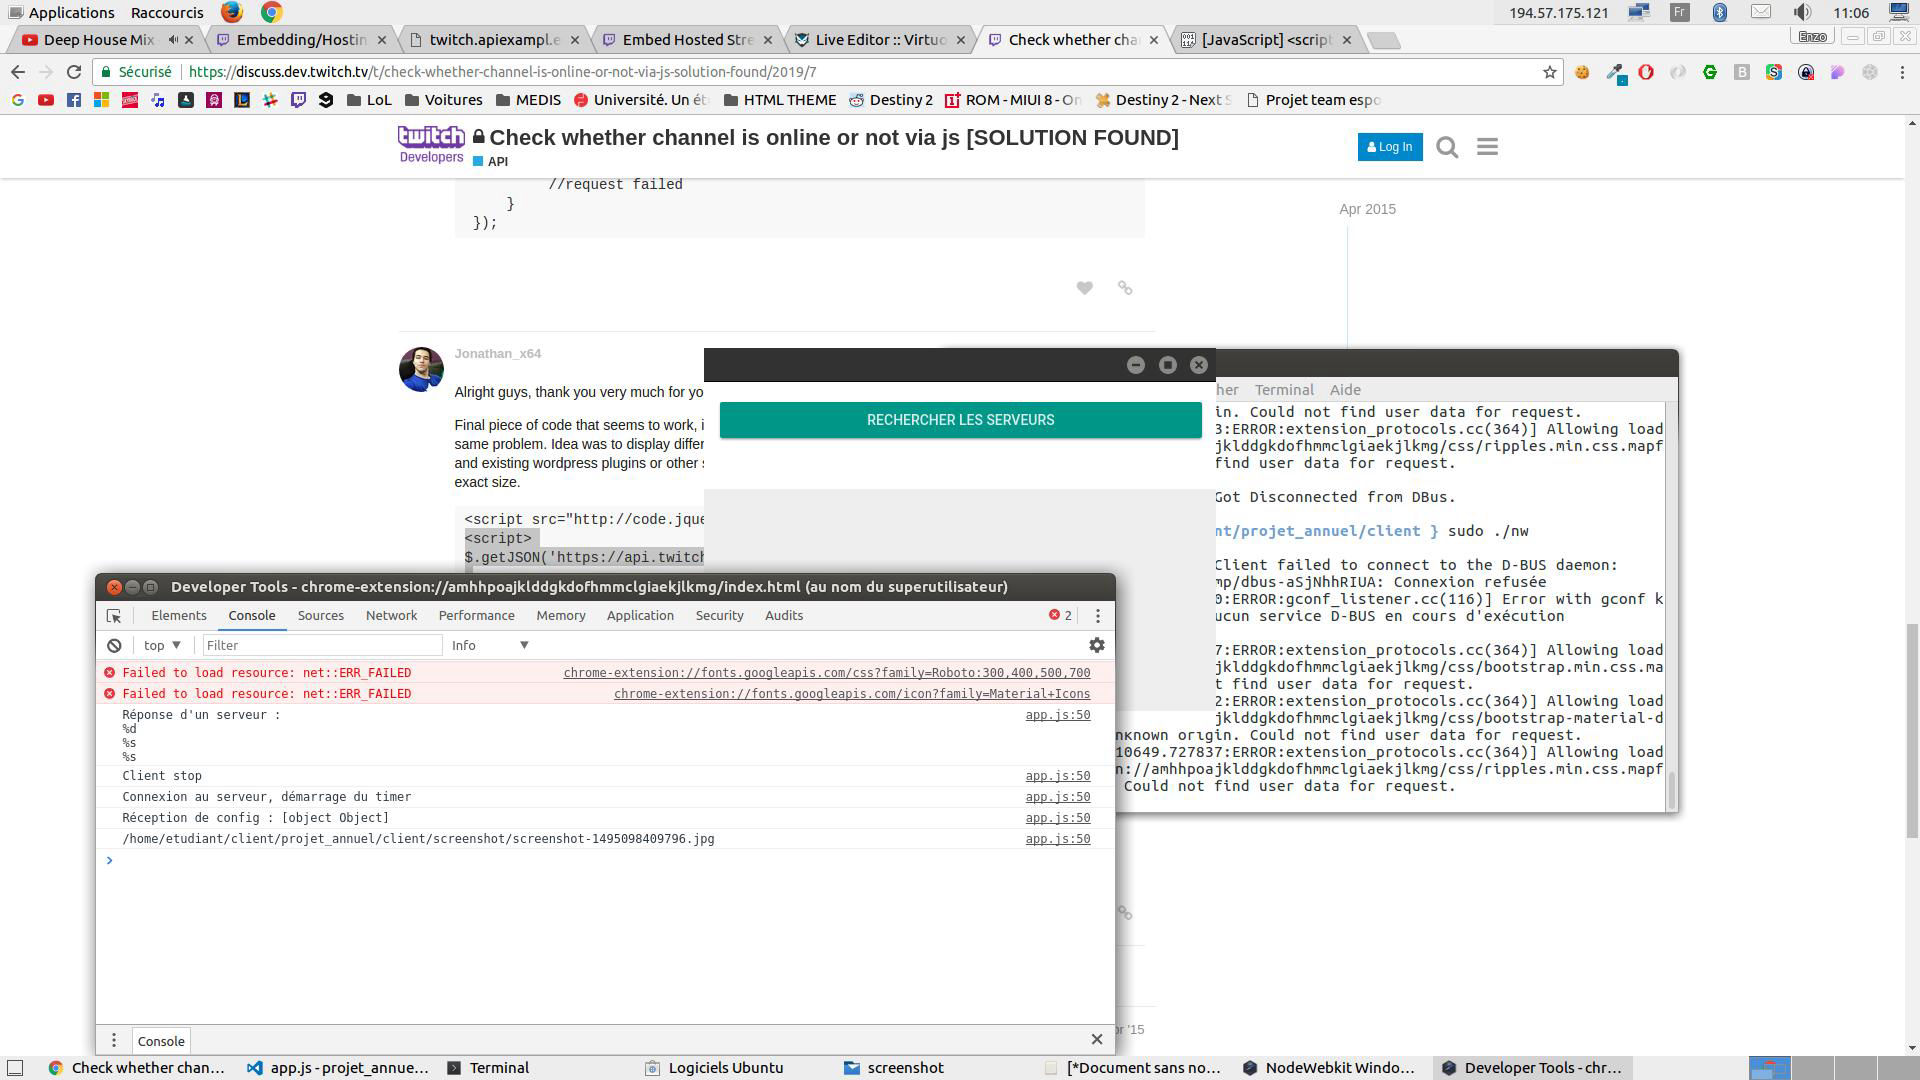 Applications Raccourcis 194.57.175.121 Fr 11:06
Deep House Mix Embedding/Hostin twitch.apiexampl.e Embed Hosted Stre Live Editor :: Virtuo Check whether cha [JavaScript] <script Enzo
Sécurisé https://discuss.dev.twitch.tv/t/check-whether-channel-is-online-or-not-via-js-solution-found/2019/7
LoL Voitures MEDIS Université. Un ét HTML THEME Destiny 2 ROM - MIUI 8 - On Destiny 2 - Next S Projet team espo
twitch
Developers
Check whether channel is online or not via js [SOLUTION FOUND]
API
Log In
//request failed
}
});
Apr 2015
Jonathan_x64
Alright guys, thank you very much for yo
Final piece of code that seems to work, i
same problem. Idea was to display differ
and existing wordpress plugins or other s
exact size.
<script src="http://code.jque
<script>
$.getJSON('https://api.twitch
RECHERCHER LES SERVEURS
her Terminal Aide
in. Could not find user data for request.
3:ERROR:extension_protocols.cc(364)] Allowing load
jklddgkdofhmmclgiaekjlkmg/css/ripples.min.css.mapf
find user data for request.
Got Disconnected from DBus.
nt/projet_annuel/client } sudo ./nw
Client failed to connect to the D-BUS daemon:
mp/dbus-aSjNhhRIUA: Connexion refusée
0:ERROR:gconf_listener.cc(116)] Error with gconf k
ucun service D-BUS en cours d'exécution
7:ERROR:extension_protocols.cc(364)] Allowing load
jklddgkdofhmmclgiaekjlkmg/css/bootstrap.min.css.ma
t find user data for request.
2:ERROR:extension_protocols.cc(364)] Allowing load
jklddgkdofhmmclgiaekjlkmg/css/bootstrap-material-d
nknown origin. Could not find user data for request.
10649.727837:ERROR:extension_protocols.cc(364)] Allowing load
n://amhhpoajklddgkdofhmmclgiaekjlkmg/css/ripples.min.css.mapf
Could not find user data for request.
Developer Tools - chrome-extension://amhhpoajklddgkdofhmmclgiaekjlkmg/index.html (au nom du superutilisateur)
Elements Console Sources Network Performance Memory Application Security Audits 2
top Filter Info
Failed to load resource: net::ERR_FAILED chrome-extension://fonts.googleapis.com/css?family=Roboto:300,400,500,700
Failed to load resource: net::ERR_FAILED chrome-extension://fonts.googleapis.com/icon?family=Material+Icons
Réponse d'un serveur : app.js:50
%d
%s
%s
Client stop app.js:50
Connexion au serveur, démarrage du timer app.js:50
Réception de config : [object Object] app.js:50
/home/etudiant/client/projet_annuel/client/screenshot/screenshot-1495098409796.jpg app.js:50
>
Console
'15
Check whether chan... app.js - projet_annue... Terminal Logiciels Ubuntu screenshot [*Document sans no... NodeWebkit Windo... Developer Tools - chr...